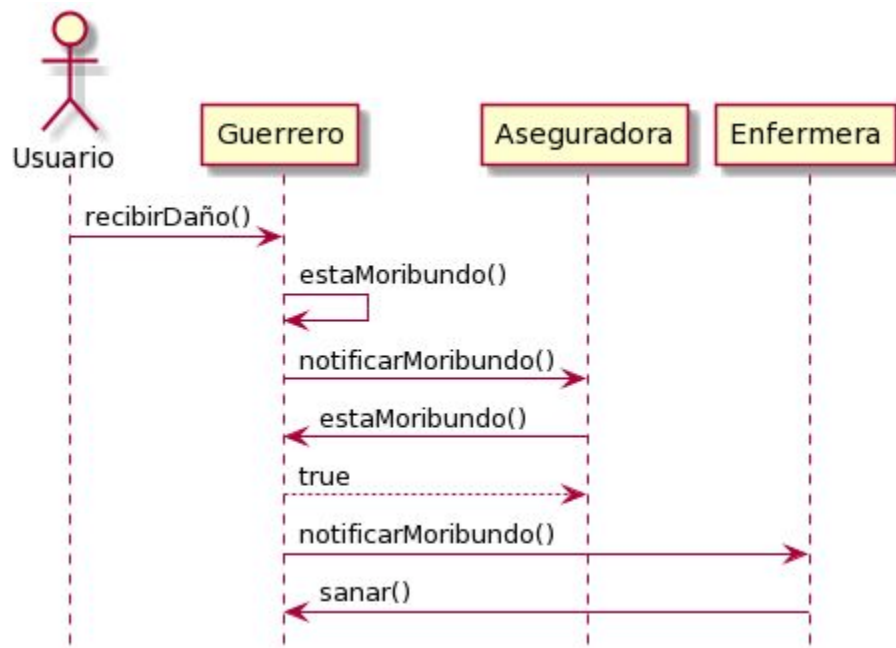 Usuario
Guerrero
Aseguradora
Enfermera
recibirDaño()
estaMoribundo()
notificarMoribundo()
estaMoribundo()
true
notificarMoribundo()
sanar()